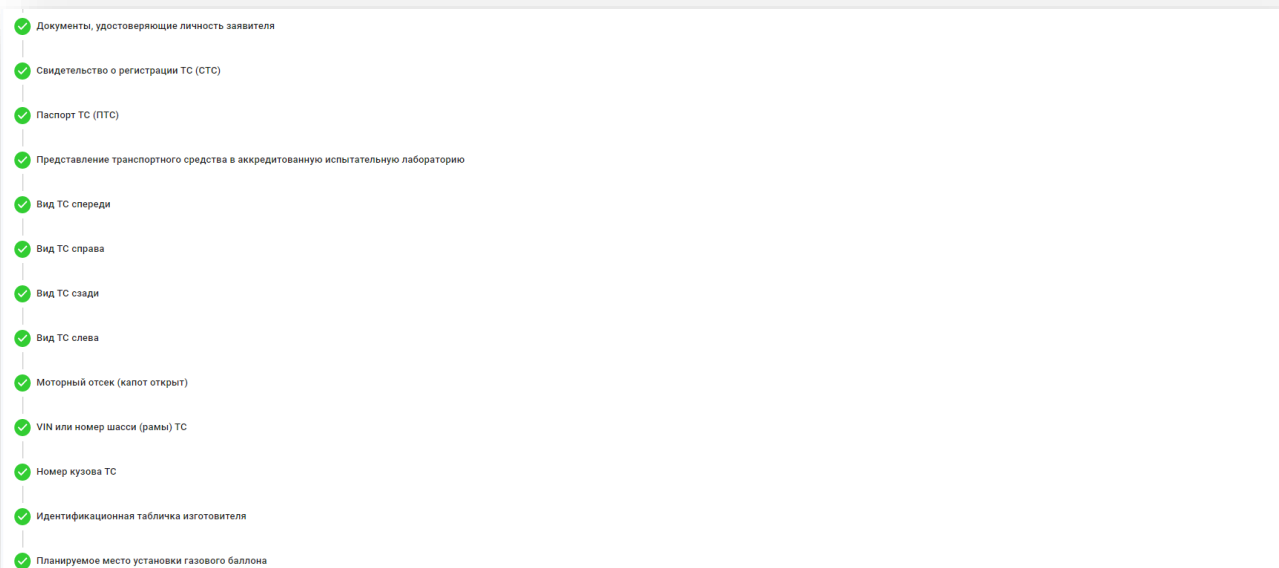 Документы, удостоверяющие личность заявителя
Свидетельство о регистрации ТС (СТС)
Паспорт ТС (ПТС)
Представление транспортного средства в аккредитованную испытательную лабораторию
Вид ТС спереди
Вид ТС справа
Вид ТС сзади
Вид ТС слева
Моторный отсек (капот открыт)
VIN или номер шасси (рамы) ТС
Номер кузова ТС
Идентификационная табличка изготовителя
Планируемое место установки газового баллона